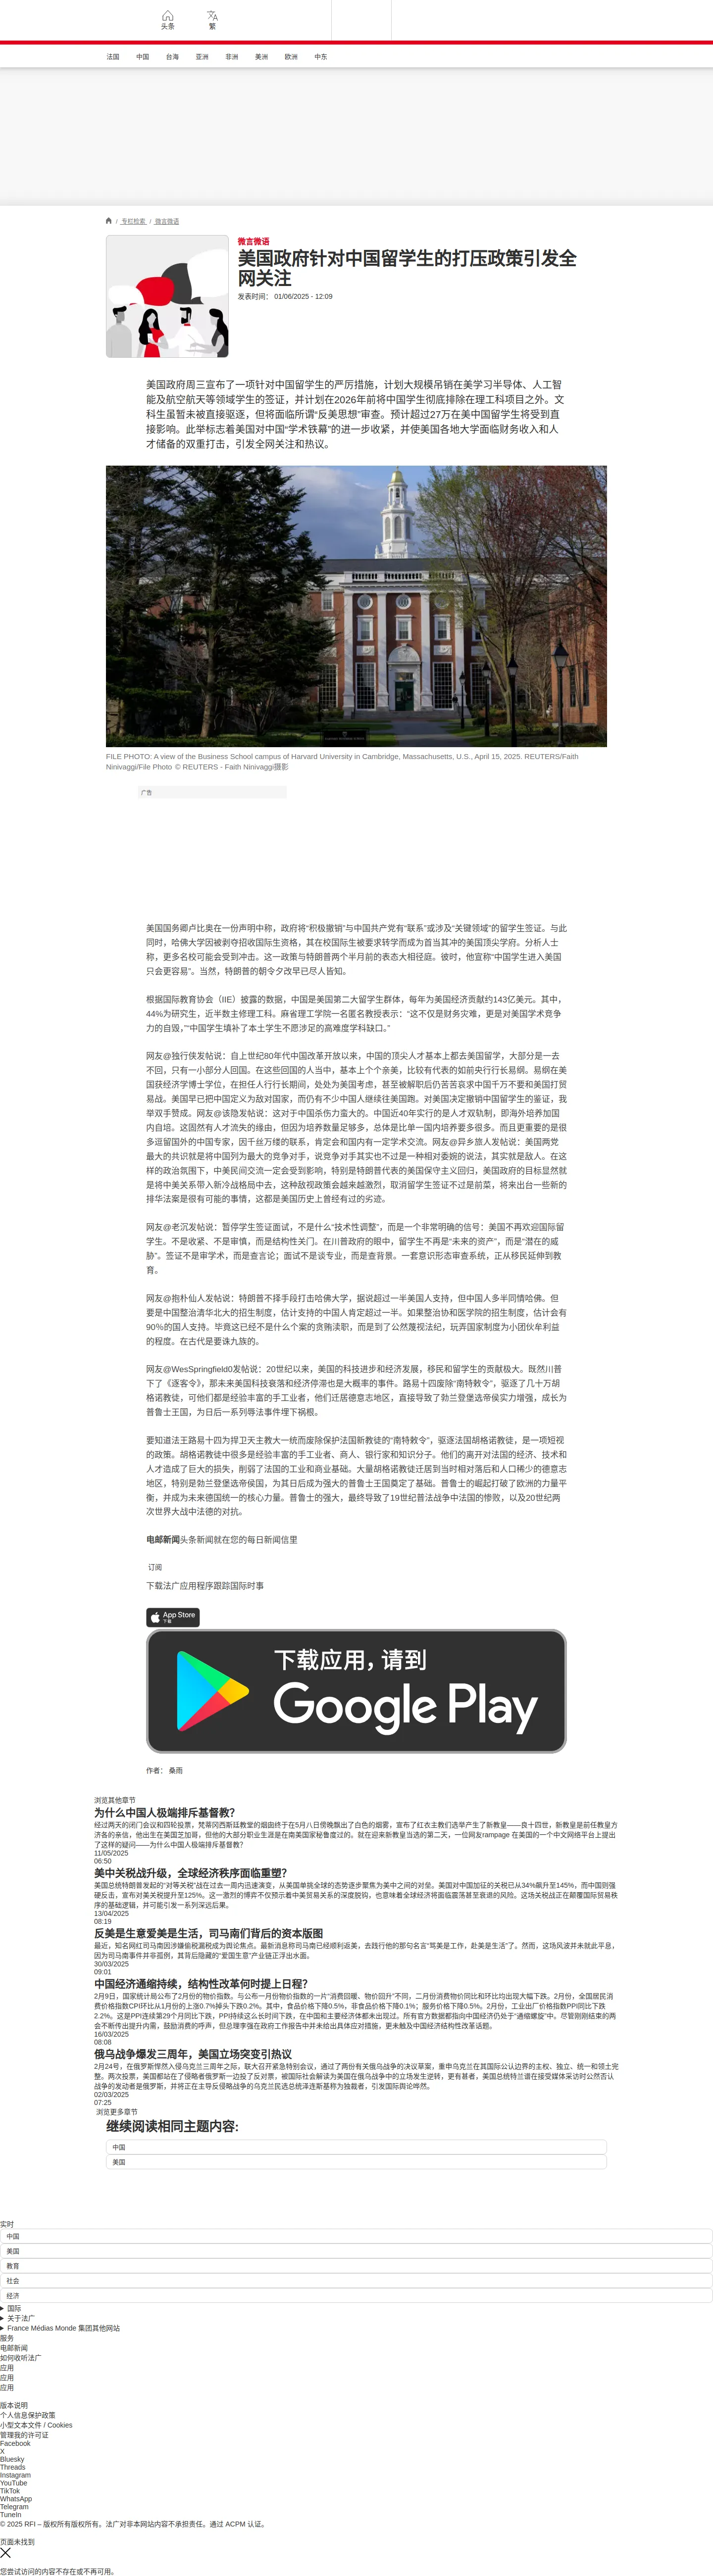 头条
繁
法国
中国
台海
亚洲
非洲
美洲
欧洲
中东
/ 专栏检索 / 微言微语
微言微语
美国政府针对中国留学生的打压政策引发全
网关注
发表时间： 01/06/2025 - 12:09
美国政府周三宣布了一项针对中国留学生的严厉措施，计划大规模吊销在美学习半导体、人工智
能及航空航天等领域学生的签证，并计划在2026年前将中国学生彻底排除在理工科项目之外。文
科生虽暂未被直接驱逐，但将面临所谓“反美思想”审查。预计超过27万在美中国留学生将受到直
接影响。此举标志着美国对中国“学术铁幕”的进一步收紧，并使美国各地大学面临财务收入和人
才储备的双重打击，引发全网关注和热议。
FILE PHOTO: A view of the Business School campus of Harvard University in Cambridge, Massachusetts, U.S., April 15, 2025. REUTERS/Faith
Ninivaggi/File Photo © REUTERS - Faith Ninivaggi摄影
广告
美国国务卿卢比奥在一份声明中称，政府将“积极撤销”与中国共产党有“联系”或涉及“关键领域”的留学生签证。与此
同时，哈佛大学因被剥夺招收国际生资格，其在校国际生被要求转学而成为首当其冲的美国顶尖学府。分析人士
称，更多名校可能会受到冲击。这一政策与特朗普两个半月前的表态大相径庭。彼时，他宣称“中国学生进入美国
只会更容易”。当然，特朗普的朝令夕改早已尽人皆知。
根据国际教育协会（IIE）披露的数据，中国是美国第二大留学生群体，每年为美国经济贡献约143亿美元。其中，
44%为研究生，近半数主修理工科。麻省理工学院一名匿名教授表示：“这不仅是财务灾难，更是对美国学术竞争
力的自毁，”“中国学生填补了本土学生不愿涉足的高难度学科缺口。”
网友@独行侠发帖说：自上世纪80年代中国改革开放以来，中国的顶尖人才基本上都去美国留学，大部分是一去
不回，只有一小部分人回国。在这些回国的人当中，基本上个个亲美，比较有代表的如前央行行长易纲。易纲在美
国获经济学博士学位，在担任人行行长期间，处处为美国考虑，甚至被解职后仍苦苦哀求中国千万不要和美国打贸
易战。美国早已把中国定义为敌对国家，而仍有不少中国人继续往美国跑。对美国决定撤销中国留学生的鉴证，我
举双手赞成。网友@该隐发帖说：这对于中国杀伤力蛮大的。中国近40年实行的是人才双轨制，即海外培养加国
内自培。这固然有人才流失的缘由，但因为培养数量足够多，总体是比单一国内培养要多很多。而且更重要的是很
多逗留国外的中国专家，因千丝万缕的联系，肯定会和国内有一定学术交流。网友@异乡旅人发帖说：美国两党
最大的共识就是将中国列为最大的竞争对手，说竞争对手其实也不过是一种相对委婉的说法，其实就是敌人。在这
样的政治氛围下，中美民间交流一定会受到影响，特别是特朗普代表的美国保守主义回归，美国政府的目标显然就
是将中美关系带入新冷战格局中去，这种敌视政策会越来越激烈，取消留学生签证不过是前菜，将来出台一些新的
排华法案是很有可能的事情，这都是美国历史上曾经有过的劣迹。
网友@老沉发帖说：暂停学生签证面试，不是什么“技术性调整”，而是一个非常明确的信号：美国不再欢迎国际留
学生。不是收紧、不是审慎，而是结构性关门。在川普政府的眼中，留学生不再是“未来的资产”，而是“潜在的威
胁”。签证不是审学术，而是查言论；面试不是谈专业，而是查背景。一套意识形态审查系统，正从移民延伸到教
育。
网友@抱朴仙人发帖说：特朗普不择手段打击哈佛大学，据说超过一半美国人支持，但中国人多半同情哈佛。但
要是中国整治清华北大的招生制度，估计支持的中国人肯定超过一半。如果整治协和医学院的招生制度，估计会有
90％的国人支持。毕竟这已经不是什么个案的贪贿渎职，而是到了公然蔑视法纪，玩弄国家制度为小团伙牟利益
的程度。在古代是要诛九族的。
网友@WesSpringfield0发帖说：20世纪以来，美国的科技进步和经济发展，移民和留学生的贡献极大。既然川普
下了《逐客令》，那未来美国科技衰落和经济停滞也是大概率的事件。路易十四废除“南特敕令”，驱逐了几十万胡
格诺教徒，可他们都是经验丰富的手工业者，他们迁居德意志地区，直接导致了勃兰登堡选帝侯实力增强，成长为
普鲁士王国，为日后一系列辱法事件埋下祸根。
要知道法王路易十四为捍卫天主教大一统而废除保护法国新教徒的“南特敕令”，驱逐法国胡格诺教徒，是一项短视
的政策。胡格诺教徒中很多是经验丰富的手工业者、商人、银行家和知识分子。他们的离开对法国的经济、技术和
人才造成了巨大的损失，削弱了法国的工业和商业基础。大量胡格诺教徒迁居到当时相对落后和人口稀少的德意志
地区，特别是勃兰登堡选帝侯国，为其日后成为强大的普鲁士王国奠定了基础。普鲁士的崛起打破了欧洲的力量平
衡，并成为未来德国统一的核心力量。普鲁士的强大，最终导致了19世纪普法战争中法国的惨败，以及20世纪两
次世界大战中法德的对抗。
电邮新闻头条新闻就在您的每日新闻信里
订阅
下载法广应用程序跟踪国际时事
App Store
下载
下载应用，请到
Google Play
作者： 桑雨
浏览其他章节
为什么中国人极端排斥基督教？
经过两天的闭门会议和四轮投票，梵蒂冈西斯廷教堂的烟囱终于在5月八日傍晚飘出了白色的烟雾，宣布了红衣主教们选举产生了新教皇——良十四世，新教皇是前任教皇方
济各的亲信，他出生在美国芝加哥，但他的大部分职业生涯是在南美国家秘鲁度过的。就在迎来新教皇当选的第二天，一位网友rampage 在美国的一个中文网络平台上提出
了这样的疑问——为什么中国人极端排斥基督教？
11/05/2025
06:50
美中关税战升级，全球经济秩序面临重塑？
美国总统特朗普发起的“对等关税”战在过去一周内迅速演变，从美国单挑全球的态势逐步聚焦为美中之间的对垒。美国对中国加征的关税已从34%飙升至145%，而中国则强
硬反击，宣布对美关税提升至125%。这一激烈的博弈不仅预示着中美贸易关系的深度脱钩，也意味着全球经济将面临震荡甚至衰退的风险。这场关税战正在颠覆国际贸易秩
序的基础逻辑，并可能引发一系列深远后果。
13/04/2025
08:19
反美是生意爱美是生活，司马南们背后的资本版图
最近，知名网红司马南因涉嫌偷税漏税成为舆论焦点。最新消息称司马南已经顺利返美，去践行他的那句名言“骂美是工作，赴美是生活”了。然而，这场风波并未就此平息，
因为司马南事件并非孤例，其背后隐藏的“爱国生意”产业链正浮出水面。
30/03/2025
09:01
中国经济通缩持续，结构性改革何时提上日程？
2月9日，国家统计局公布了2月份的物价指数。与公布一月份物价指数的一片“消费回暖、物价回升”不同，二月份消费物价同比和环比均出现大幅下跌。2月份，全国居民消
费价格指数CPI环比从1月份的上涨0.7%掉头下跌0.2%。其中，食品价格下降0.5%，非食品价格下降0.1%；服务价格下降0.5%。2月份，工业出厂价格指数PPI同比下跌
2.2%。这是PPI连续第29个月同比下跌，PPI持续这么长时间下跌，在中国和主要经济体都未出现过。所有官方数据都指向中国经济仍处于“通缩螺旋”中。尽管刚刚结束的两
会不断传出提升内需，鼓励消费的呼声，但总理李强在政府工作报告中并未给出具体应对措施，更未触及中国经济结构性改革话题。
16/03/2025
08:08
俄乌战争爆发三周年，美国立场突变引热议
2月24号，在俄罗斯悍然入侵乌克兰三周年之际，联大召开紧急特别会议，通过了两份有关俄乌战争的决议草案，重申乌克兰在其国际公认边界的主权、独立、统一和领土完
整。两次投票，美国都站在了侵略者俄罗斯一边投了反对票，被国际社会解读为美国在俄乌战争中的立场发生逆转，更有甚者，美国总统特兰谱在接受媒体采访时公然否认
战争的发动者是俄罗斯，并将正在主导反侵略战争的乌克兰民选总统泽连斯基称为独裁者，引发国际舆论哗然。
02/03/2025
07:25
浏览更多章节
继续阅读相同主题内容:
中国
美国
实时
中国
美国
教育
社会
经济
国际
关于法广
France Médias Monde 集团其他网站
服务
电邮新闻
如何收听法广
应用
应用
应用
版本说明
个人信息保护政策
小型文本文件 / Cookies
管理我的许可证
Facebook
X
Bluesky
Threads
Instagram
YouTube
TikTok
WhatsApp
Telegram
TuneIn
© 2025 RFI – 版权所有版权所有。法广对非本网站内容不承担责任。通过 ACPM 认证。
页面未找到
您尝试访问的内容不存在或不再可用。